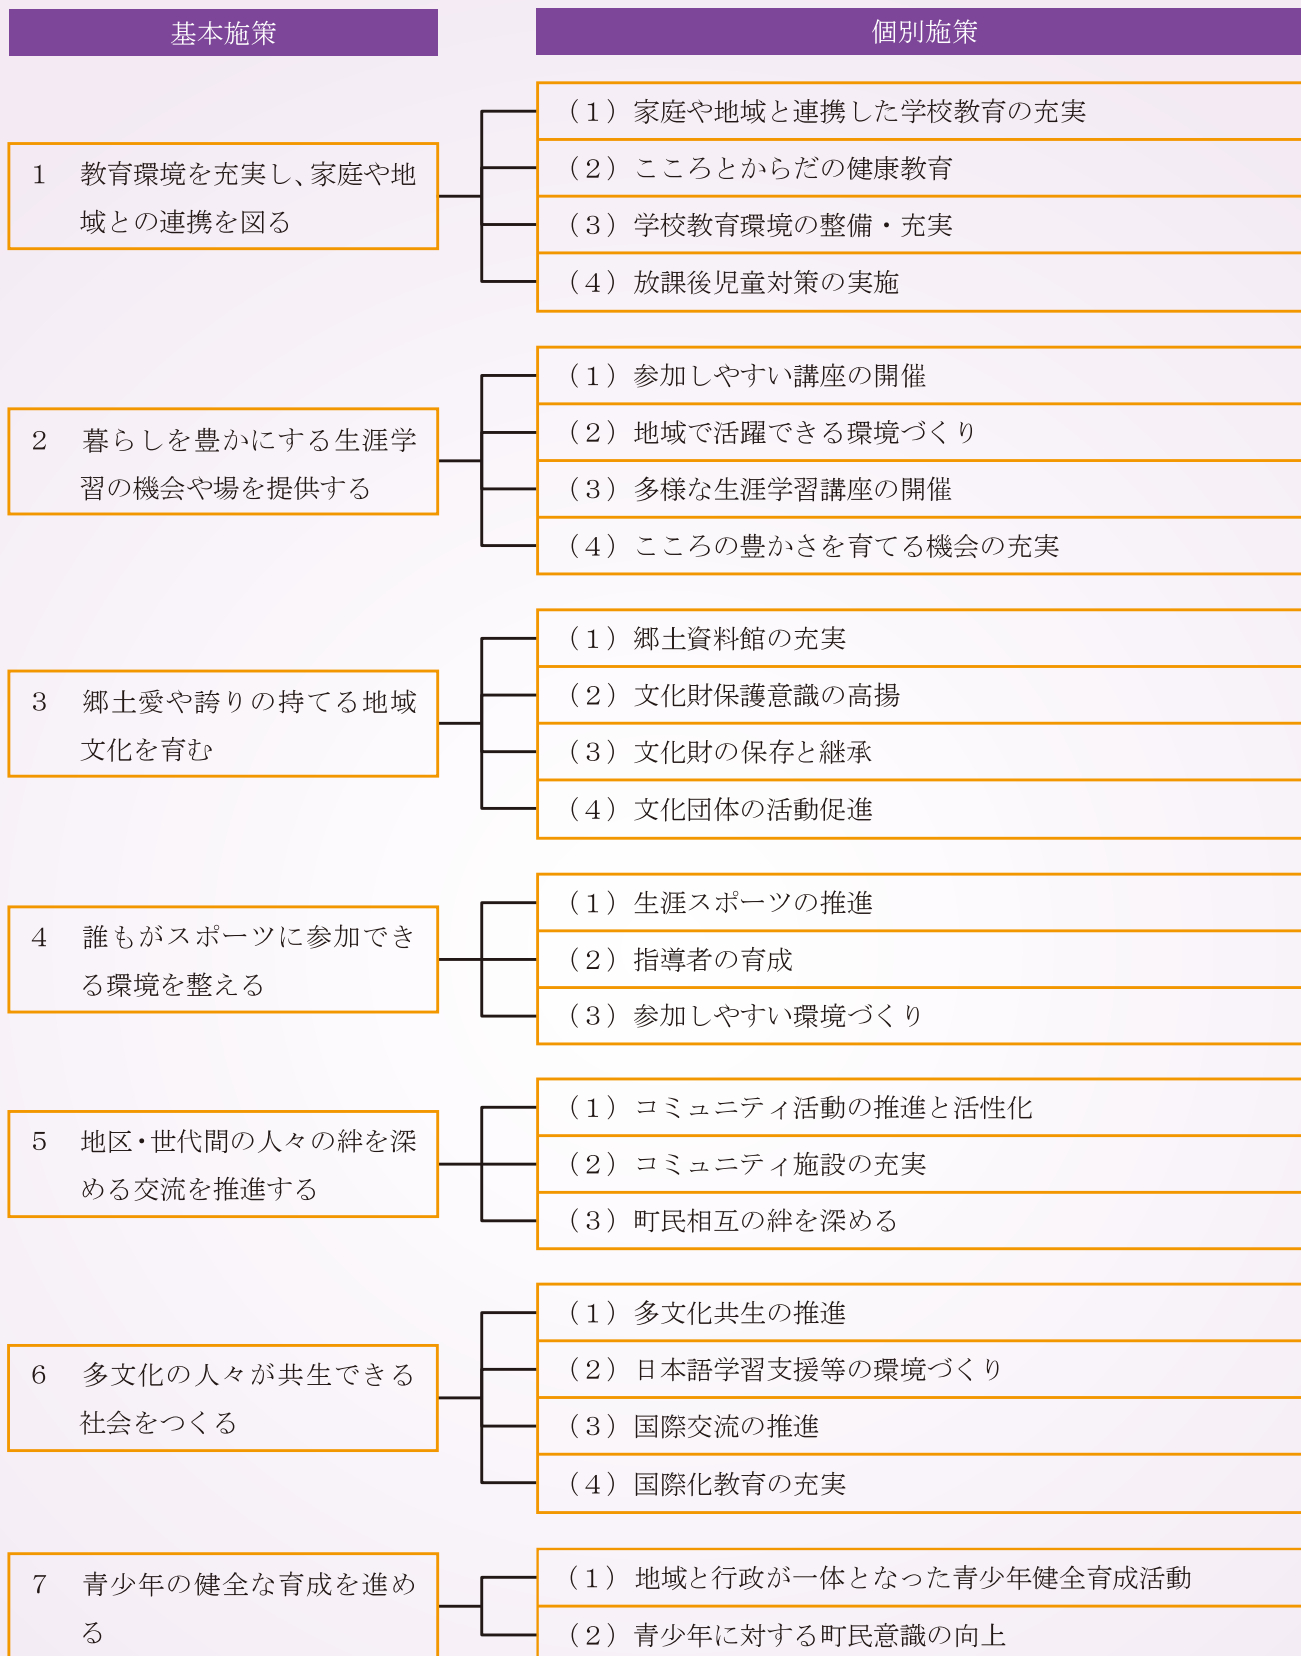 基本施策
個別施策
1 教育環境を充実し、家庭や地
域との連携を図る
（1）家庭や地域と連携した学校教育の充実
（2）こころとからだの健康教育
（3）学校教育環境の整備・充実
（4）放課後児童対策の実施
2 暮らしを豊かにする生涯学
習の機会や場を提供する
（1）参加しやすい講座の開催
（2）地域で活躍できる環境づくり
（3）多様な生涯学習講座の開催
（4）こころの豊かさを育てる機会の充実
3 郷土愛や誇りの持てる地域
文化を育む
（1）郷土資料館の充実
（2）文化財保護意識の高揚
（3）文化財の保存と継承
（4）文化団体の活動促進
4 誰もがスポーツに参加でき
る環境を整える
（1）生涯スポーツの推進
（2）指導者の育成
（3）参加しやすい環境づくり
5 地区・世代間の人々の絆を深
める交流を推進する
（1）コミュニティ活動の推進と活性化
（2）コミュニティ施設の充実
（3）町民相互の絆を深める
6 多文化の人々が共生できる
社会をつくる
（1）多文化共生の推進
（2）日本語学習支援等の環境づくり
（3）国際交流の推進
（4）国際化教育の充実
7 青少年の健全な育成を進め
る
（1）地域と行政が一体となった青少年健全育成活動
（2）青少年に対する町民意識の向上